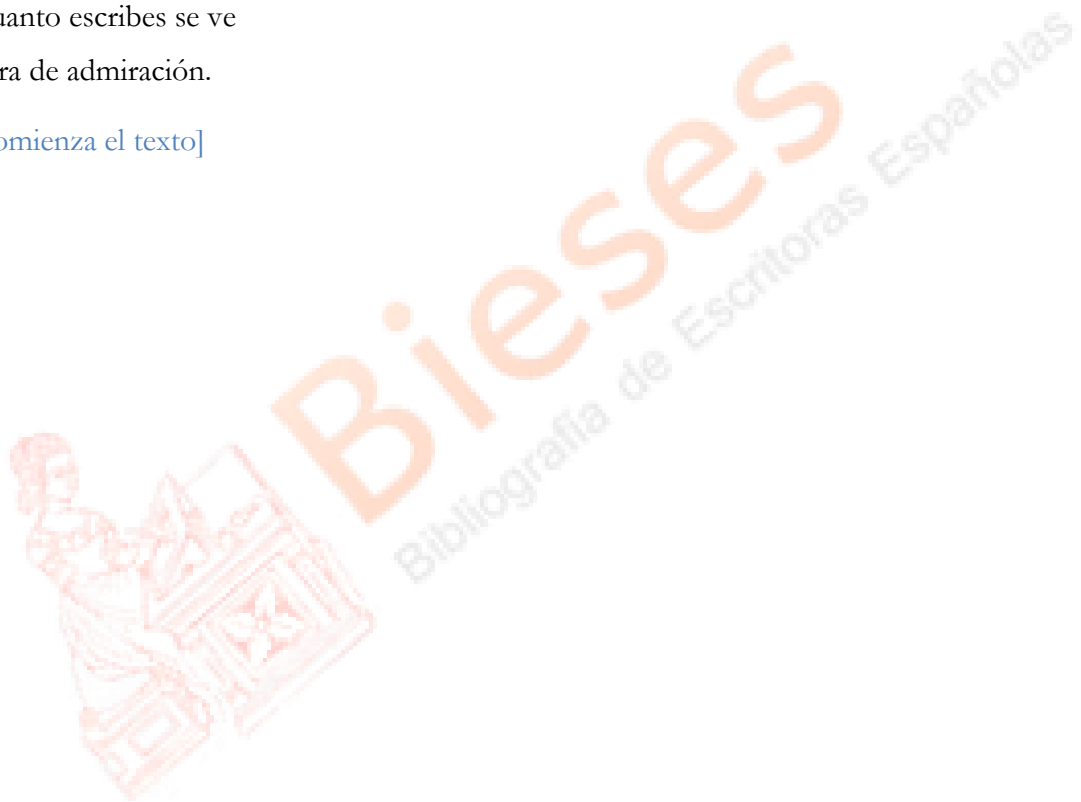 uanto escribes se ve
ra de admiración.
omienza el texto]
Bieses
Bibliografía de Escritoras Españolas